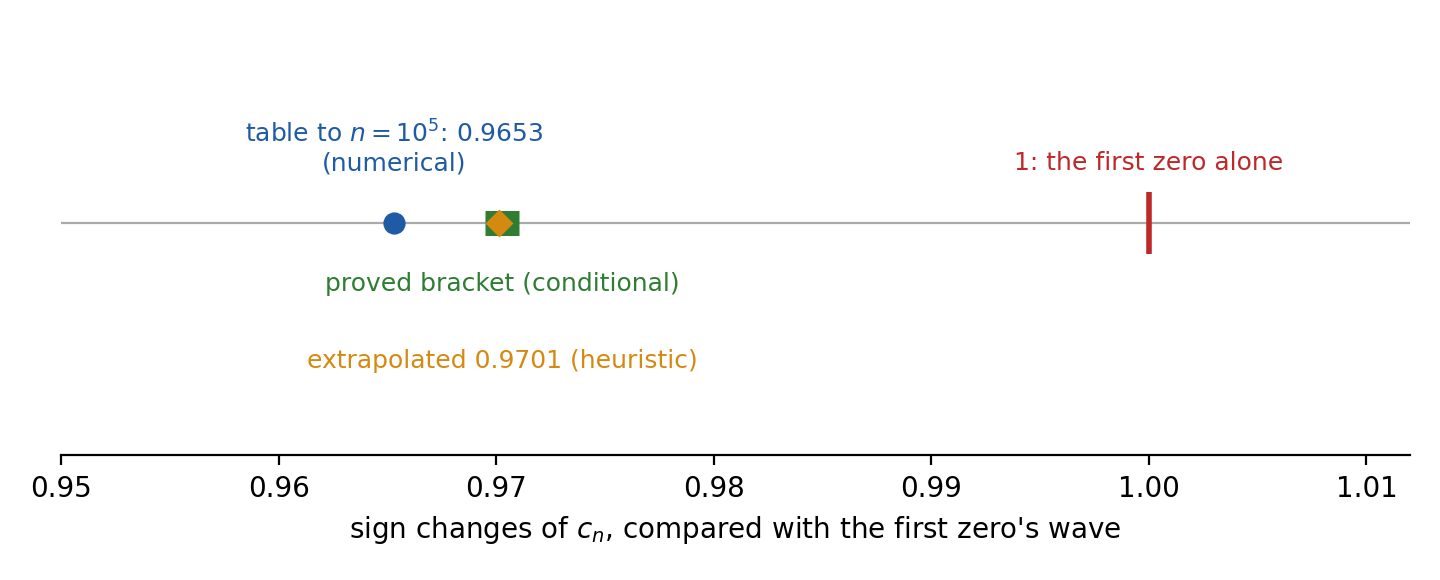 table to $n = 10^5$: 0.9653
(numerical)
1: the first zero alone
proved bracket (conditional)
extrapolated 0.9701 (heuristic)
0.95 0.96 0.97 0.98 0.99 1.00 1.01
sign changes of $c_n$, compared with the first zero's wave